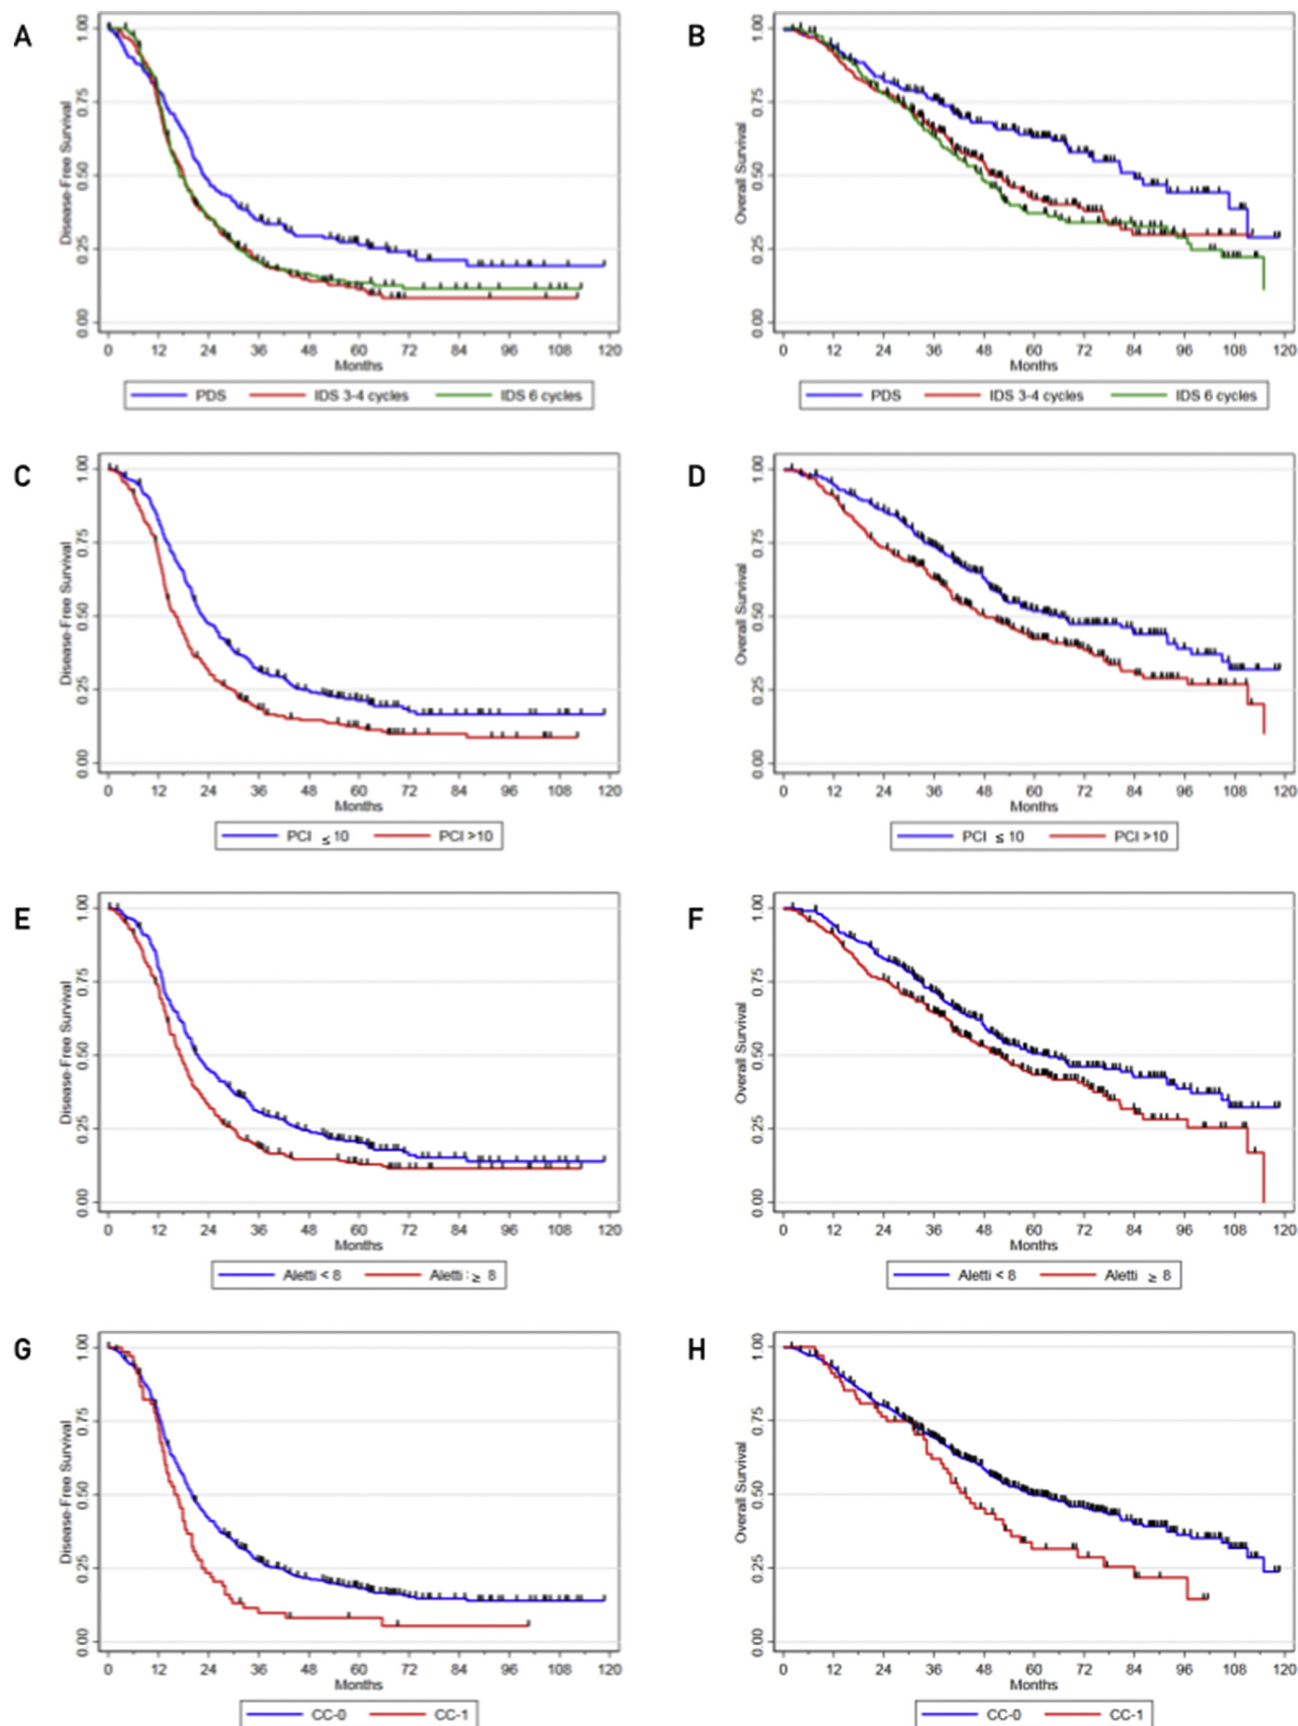 A
Disease-Free Survival
1.00
0.75
0.50
0.25
0.00
0 12 24 36 48 60 72 84 96 108 120
Months
PDS IDS 3-4 cycles IDS 6 cycles
B
Overall Survival
1.00
0.75
0.50
0.25
0.00
0 12 24 36 48 60 72 84 96 108 120
Months
PDS IDS 3-4 cycles IDS 6 cycles
C
Disease-Free Survival
1.00
0.75
0.50
0.25
0.00
0 12 24 36 48 60 72 84 96 108 120
Months
PCI ≤ 10 PCI >10
D
Overall Survival
1.00
0.75
0.50
0.25
0.00
0 12 24 36 48 60 72 84 96 108 120
Months
PCI ≤ 10 PCI >10
E
Disease-Free Survival
1.00
0.75
0.50
0.25
0.00
0 12 24 36 48 60 72 84 96 108 120
Months
Aletti < 8 Aletti ≥ 8
F
Overall Survival
1.00
0.75
0.50
0.25
0.00
0 12 24 36 48 60 72 84 96 108 120
Months
Aletti < 8 Aletti ≥ 8
G
Disease-Free Survival
1.00
0.75
0.50
0.25
0.00
0 12 24 36 48 60 72 84 96 108 120
Months
CC-0 CC-1
H
Overall Survival
1.00
0.75
0.50
0.25
0.00
0 12 24 36 48 60 72 84 96 108 120
Months
CC-0 CC-1